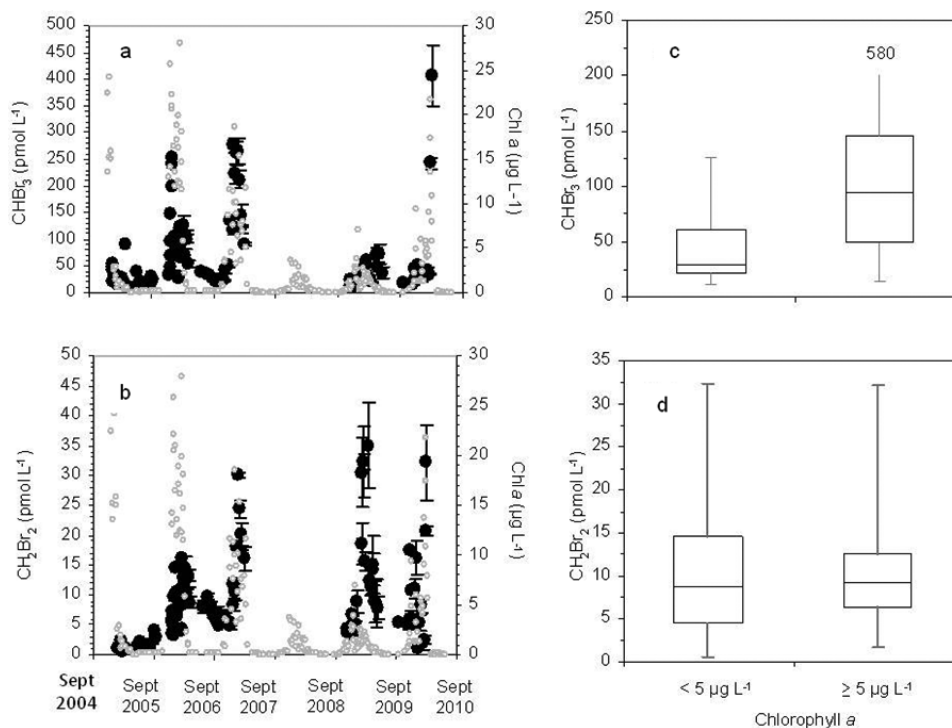 a
500
450
400
350
300
250
200
150
100
50
0
CHBr3 (pmol L-1)
30
25
20
15
10
5
0
Chl a (µg L-1)
c
580
250
200
150
100
50
0
CHBr3 (pmol L-1)
b
50
45
40
35
30
25
20
15
10
5
0
CH2Br2 (pmol L-1)
30
25
20
15
10
5
0
Chl a (µg L-1)
Sept 2004
Sept 2005
Sept 2006
Sept 2007
Sept 2008
Sept 2009
Sept 2010
d
35
30
25
20
15
10
5
0
CH2Br2 (pmol L-1)
< 5 µg L-1
≥ 5 µg L-1
Chlorophyll a